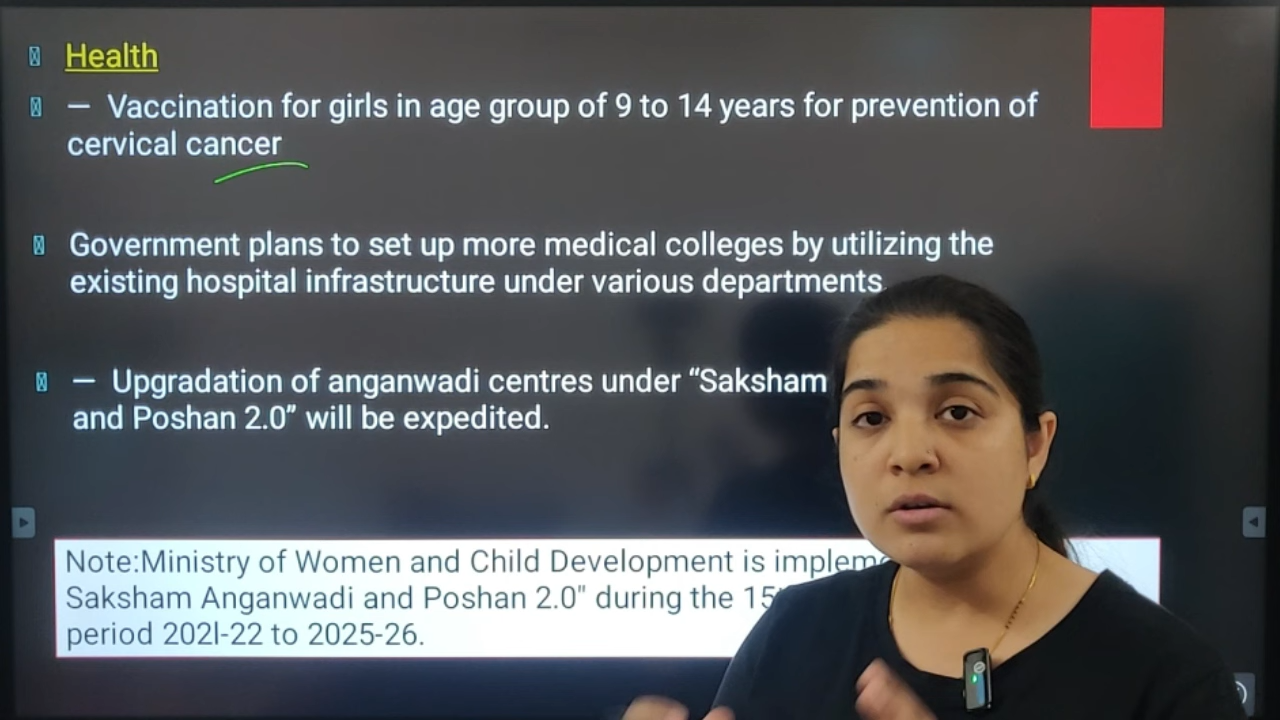 Health
— Vaccination for girls in age group of 9 to 14 years for prevention of
cervical cancer
Government plans to set up more medical colleges by utilizing the
existing hospital infrastructure under various departments
— Upgradation of anganwadi centres under “Saksham
and Poshan 2.0” will be expedited.
Note:Ministry of Women and Child Development is
Saksham Anganwadi and Poshan 2.0" during the
period 202l-22 to 2025-26.